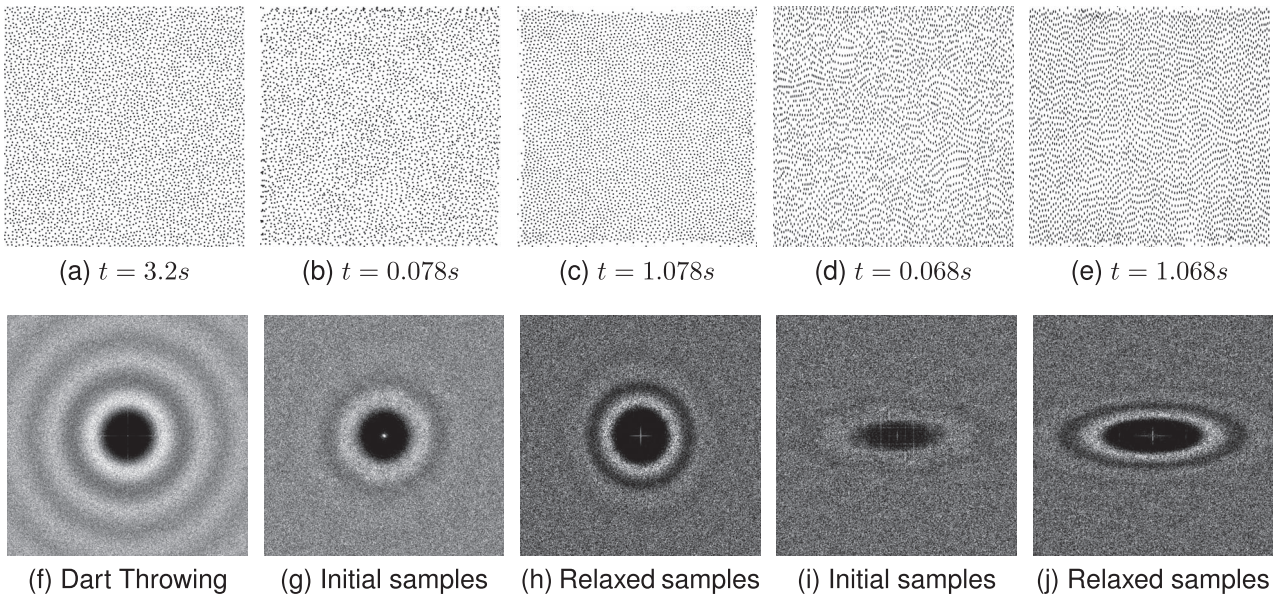 (a) t = 3.2s (b) t = 0.078s (c) t = 1.078s (d) t = 0.068s (e) t = 1.068s
(f) Dart Throwing (g) Initial samples (h) Relaxed samples (i) Initial samples (j) Relaxed samples